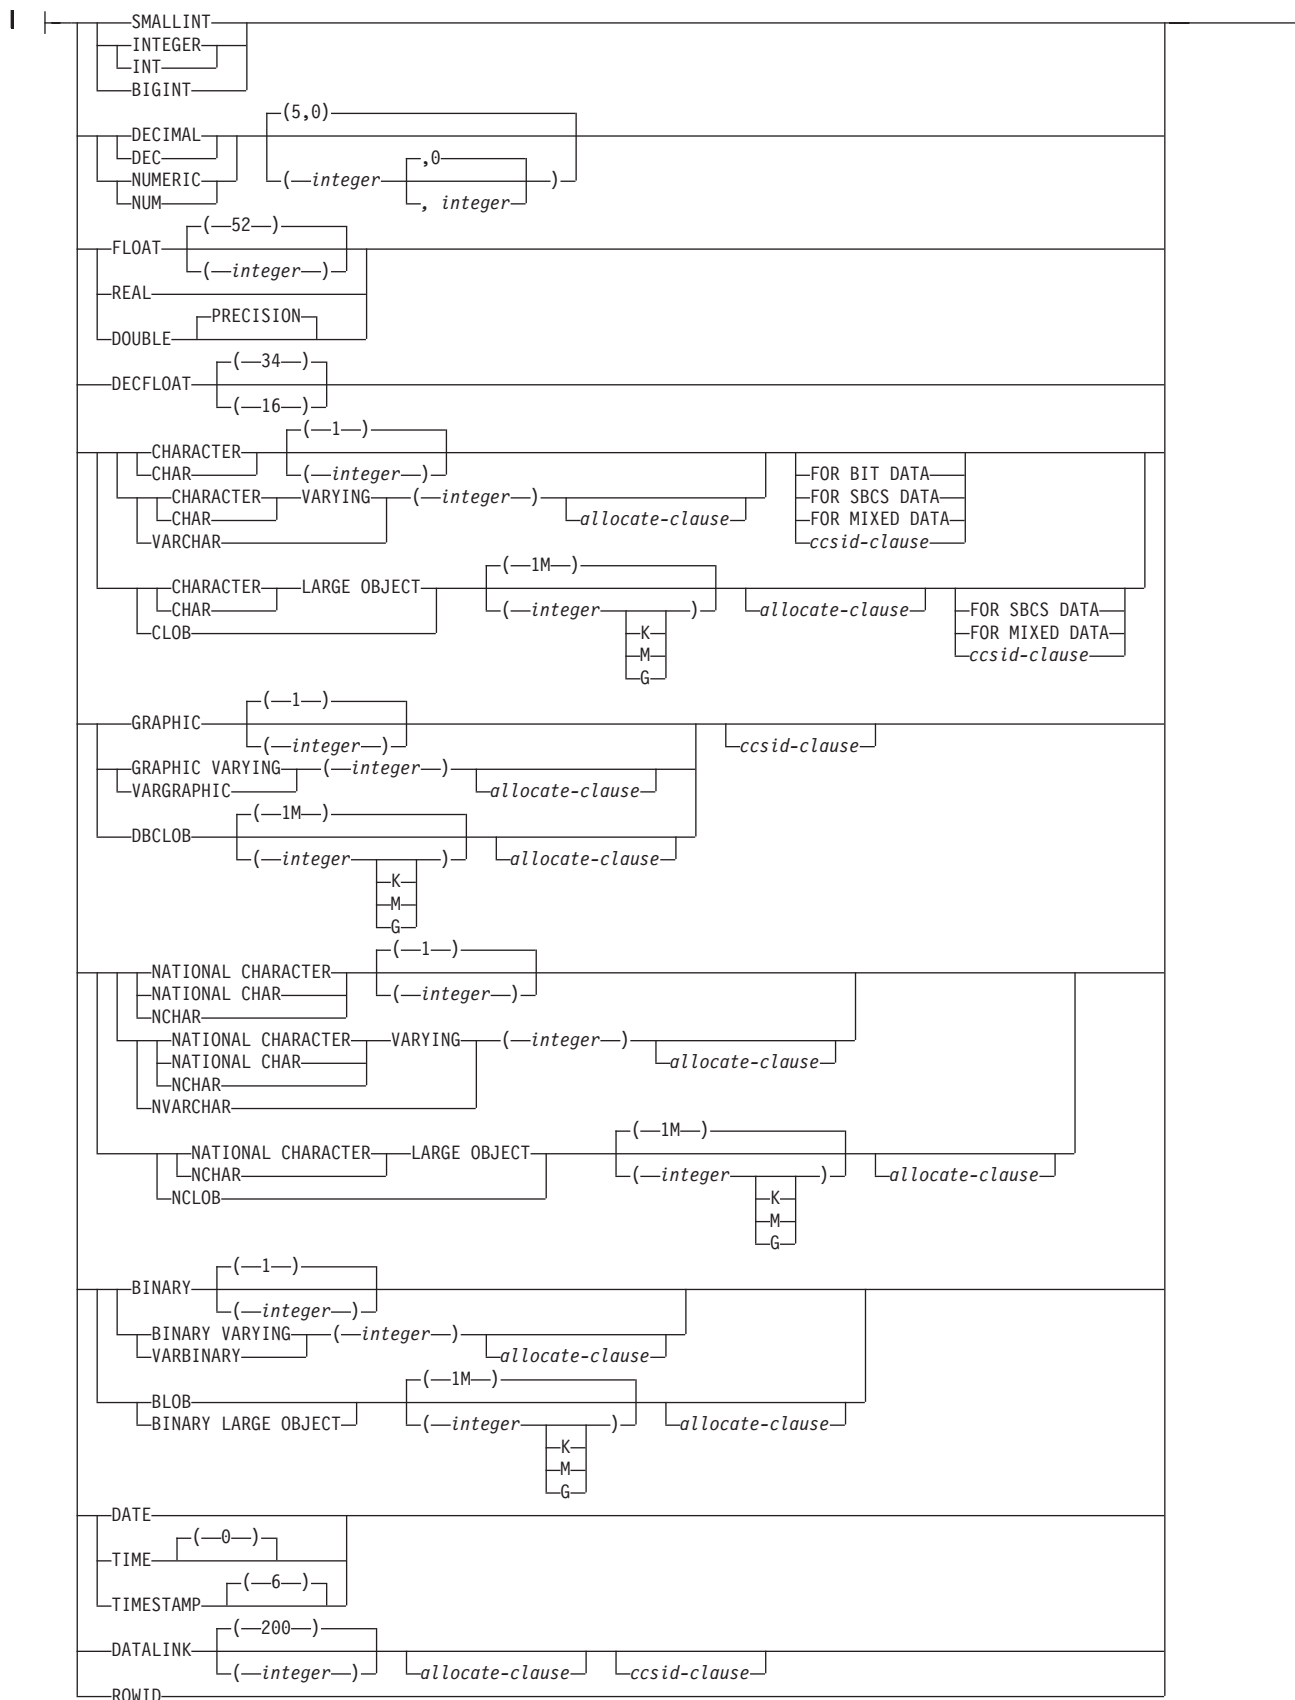 SMALLINT
INTEGER
INT
BIGINT
(5,0)
DECIMAL
DEC
,0
NUMERIC
(integer )
NUM
, integer
( 52 )
FLOAT
(integer)
REAL
PRECISION
DOUBLE
( 34 )
DECFLOAT
( 16 )
( 1 )
CHARACTER
CHAR
(integer)
FOR BIT DATA
CHARACTER VARYING (integer)
FOR SBCS DATA
CHAR
allocate-clause
FOR MIXED DATA
VARCHAR
ccsid-clause
( 1M )
CHARACTER LARGE OBJECT
CHAR
(integer )
allocate-clause
FOR SBCS DATA
CLOB
K
FOR MIXED DATA
M
ccsid-clause
G
( 1 )
GRAPHIC
(integer)
ccsid-clause
GRAPHIC VARYING (integer)
VARGRAPHIC
allocate-clause
( 1M )
DBCLOB
(integer )
allocate-clause
K
M
G
( 1 )
NATIONAL CHARACTER
NATIONAL CHAR
(integer)
NCHAR
NATIONAL CHARACTER VARYING (integer)
NATIONAL CHAR
allocate-clause
NCHAR
NVARCHAR
( 1M )
NATIONAL CHARACTER LARGE OBJECT
NCHAR
(integer )
allocate-clause
NCLOB
K
M
G
( 1 )
BINARY
(integer)
BINARY VARYING (integer)
VARBINARY
allocate-clause
( 1M )
BLOB
BINARY LARGE OBJECT
(integer )
allocate-clause
K
M
G
DATE
( 0 )
TIME
( 6 )
TIMESTAMP
( 200 )
DATALINK
(integer)
allocate-clause
ccsid-clause
ROWID